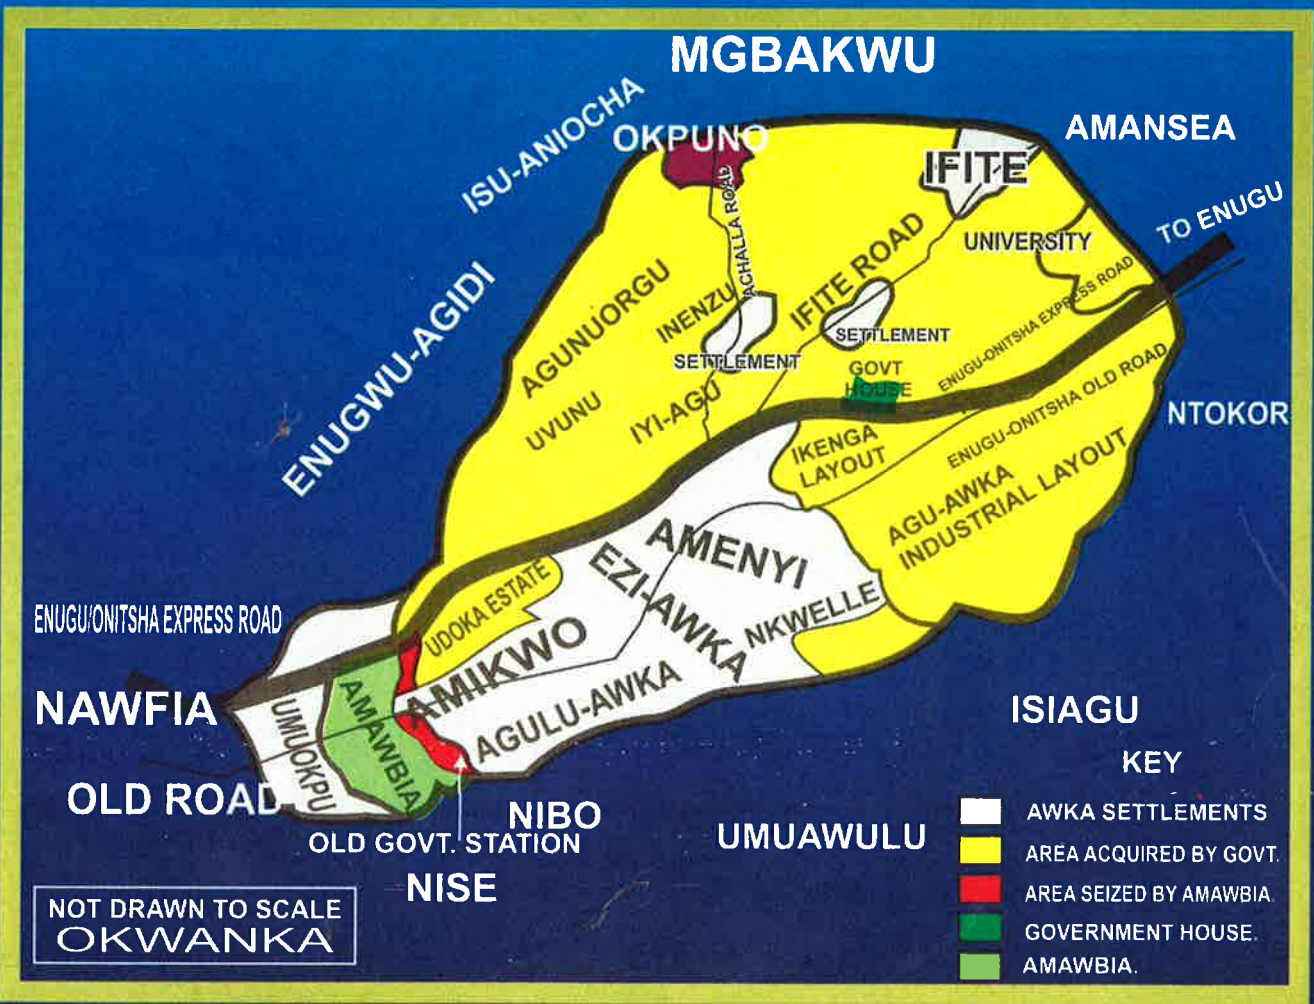 MGBAKWU
ISU-ANIOCHA
OKPUNO
AMANSEA
IFITE
TO ENUGU
ACHALLA ROAD
UNIVERSITY
ENUGWU-AGIDI
AGUNUORGU
INENZU
IFITE ROAD
SETTLEMENT
SETTLEMENT
ENUGU-ONITSHA EXPRESS ROAD
GOVT
HOUSE
UVUNU
IYI-AGU
NTOKOR
IKENGA
LAYOUT
ENUGU-ONITSHA OLD ROAD
AGU-AWKA
INDUSTRIAL LAYOUT
AMENYI
EZI-AWKA
NKWELLE
UDOKA ESTATE
ENUGU/ONITSHA EXPRESS ROAD
AMIKWO
AGULU-AWKA
NAWFIA
UMUOKPU
AMAWBIA
OLD ROAD
NIBO
OLD GOVT. STATION
NISE
UMUAWULU
ISIAGU
KEY
AWKA SETTLEMENTS
AREA ACQUIRED BY GOVT.
AREA SEIZED BY AMAWBIA.
GOVERNMENT HOUSE.
AMAWBIA.
NOT DRAWN TO SCALE
OKWANKA